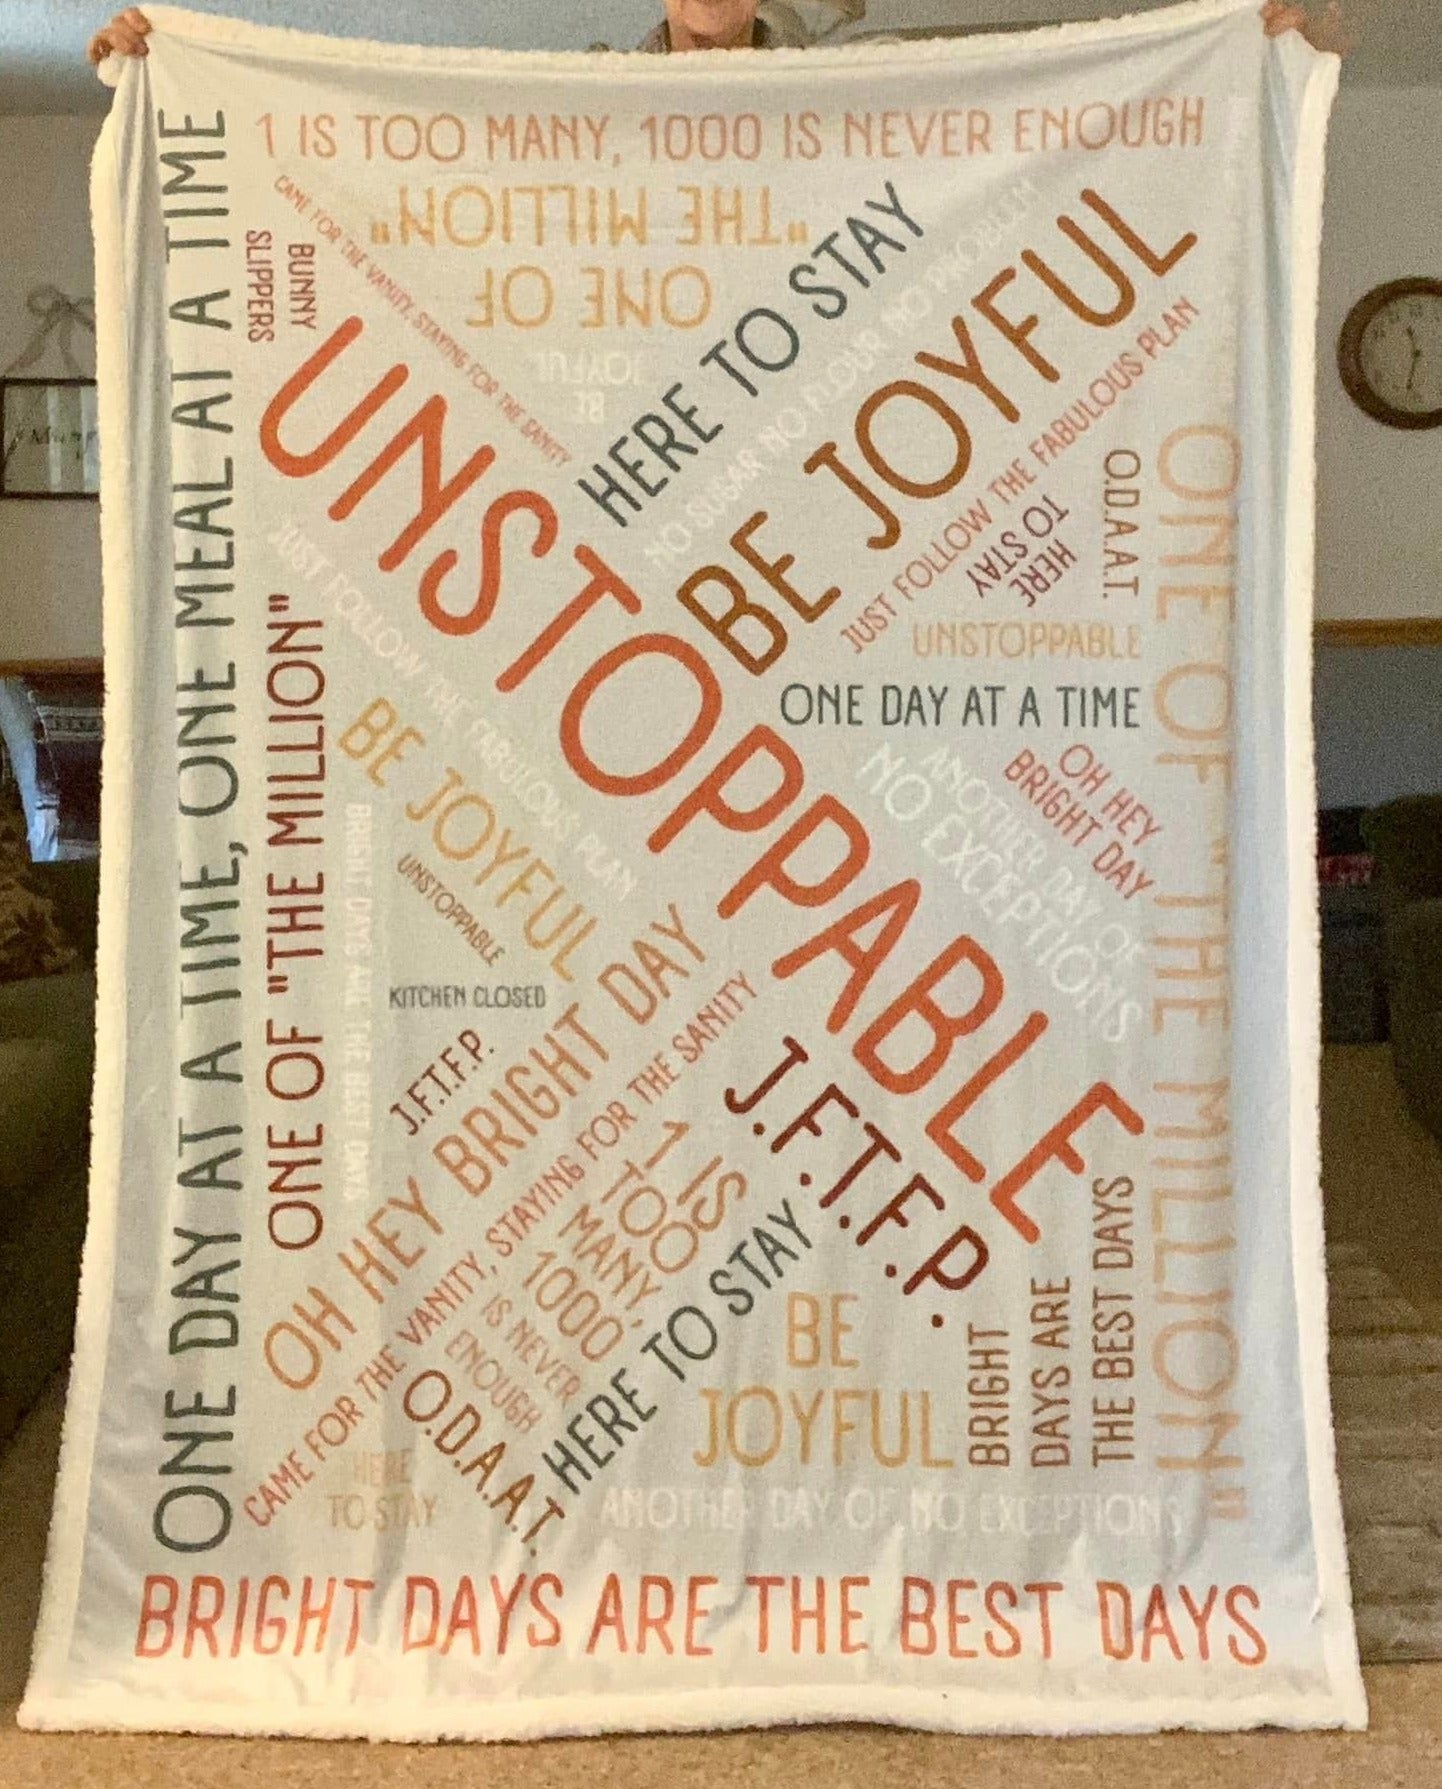 1 IS TOO MANY, 1000 IS NEVER ENOUGH
ONE DAY AT A TIME, ONE MEAL AT A TIME
CAME FOR THE VANITY, STAYING FOR THE SANITY
ONE OF
"THE MILLION"
BUNNY
SLIPPERS
BE
JOYFUL
HERE TO STAY
NO SUGAR NO FLOUR NO PROBLEM
BE JOYFUL
UNSTOPPABLE
JUST FOLLOW THE FABULOUS PLAN
HERE
TO STAY
O.D.A.A.T.
ONE OF "THE MILLION"
UNSTOPPABLE
ONE DAY AT A TIME
JUST FOLLOW THE FABULOUS PLAN
ONE OF "THE MILLION"
BE JOYFUL
ANOTHER DAY OF
NO EXCEPTIONS
OH HEY
BRIGHT DAY
BRIGHT DAYS ARE THE BEST DAYS
UNSTOPPABLE
KITCHEN CLOSED
J.F.T.F.P.
OH HEY BRIGHT DAY
CAME FOR THE VANITY, STAYING FOR THE SANITY
J.F.T.F.P.
1 IS
TOO
MANY,
1000
IS NEVER
ENOUGH
HERE TO STAY
O.D.A.A.T.
HERE
TO STAY
BE
JOYFUL
BRIGHT
DAYS ARE
THE BEST DAYS
ANOTHER DAY OF NO EXCEPTIONS
BRIGHT DAYS ARE THE BEST DAYS